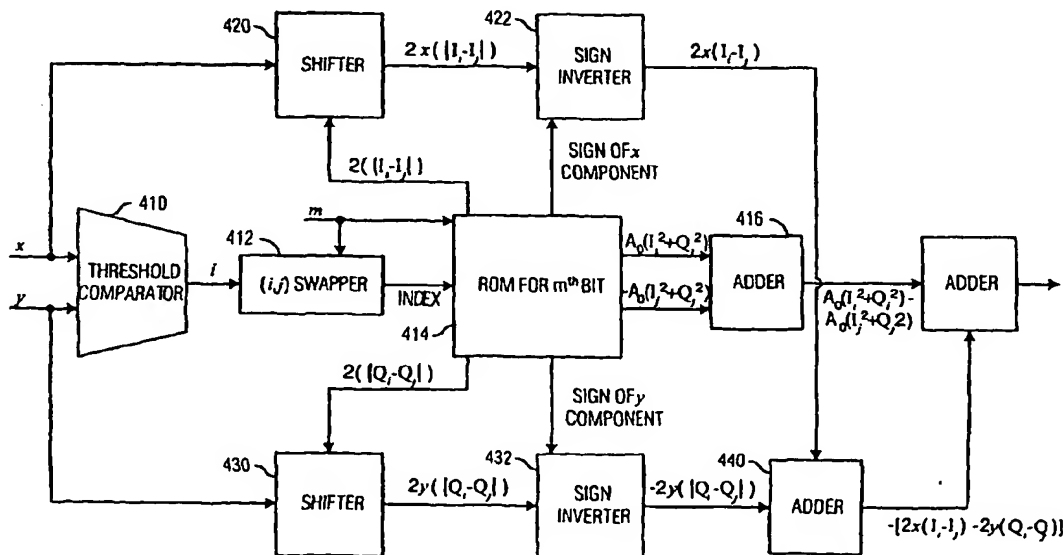 420
SHIFTER
2x(|I_i-I_j|)
422
SIGN
INVERTER
2x(I_i-I_j)
2(|I_i-I_j|)
SIGN OF x
COMPONENT
410
x
y
THRESHOLD
COMPARATOR
i
m
412
(i,j) SWAPPER
INDEX
414
ROM FOR m^th BIT
A_0(I_i^2+Q_i^2)
-A_0(I_j^2+Q_j^2)
416
ADDER
A_0(I_i^2+Q_i^2)-
A_0(I_j^2+Q_j2)
ADDER
2(|Q_i-Q_j|)
SIGN OF y
COMPONENT
430
SHIFTER
2y(|Q_i-Q_j|)
432
SIGN
INVERTER
-2y(|Q_i-Q_j|)
440
ADDER
-[2x(I_i-I_j) -2y(Q_i-Q)]